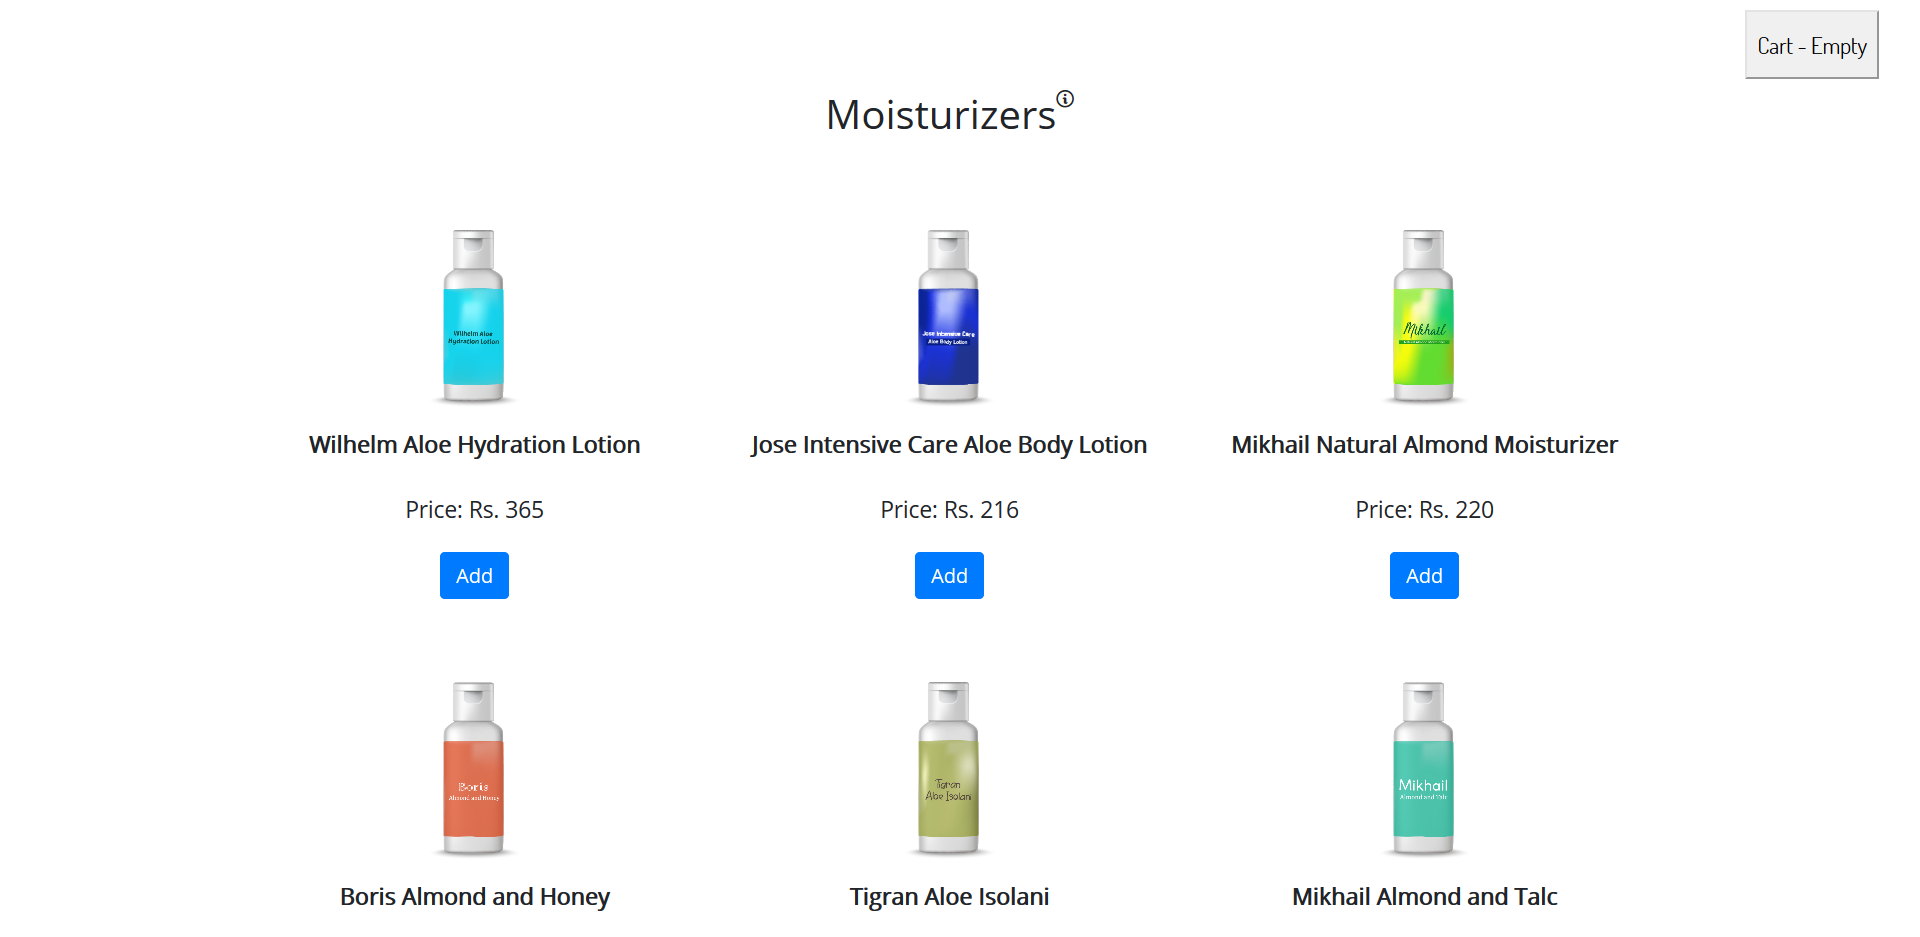 Cart - Empty
Moisturizers
Wilhelm Aloe
Hydration Lotion
Jose Intensive Care
Aloe Body Lotion
Mikhail
Wilhelm Aloe Hydration Lotion
Jose Intensive Care Aloe Body Lotion
Mikhail Natural Almond Moisturizer
Price: Rs. 365
Price: Rs. 216
Price: Rs. 220
Add
Add
Add
Boris
Almond and Honey
Tigran
Aloe Isolani
Mikhail
Almond and Talc
Boris Almond and Honey
Tigran Aloe Isolani
Mikhail Almond and Talc